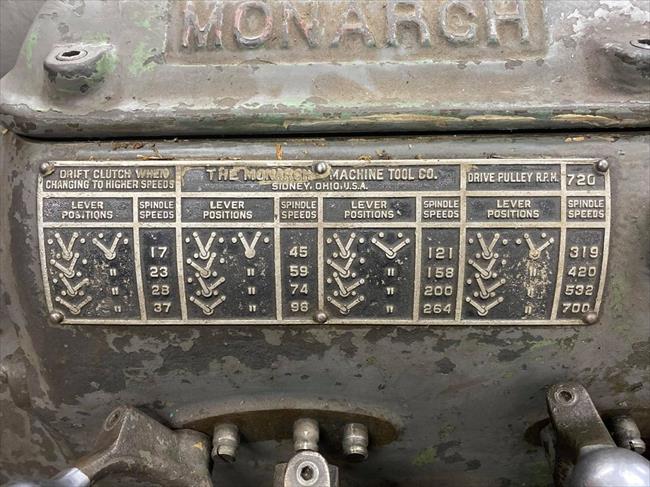 MONARCH
DRIFT CLUTCH WHEN CHANGING TO HIGHER SPEEDS
THE MONARCH MACHINE TOOL CO.
SIDNEY, OHIO, U.S.A.
DRIVE PULLEY R.P.M. 720
LEVER POSITIONS SPINDLE SPEEDS LEVER POSITIONS SPINDLE SPEEDS LEVER POSITIONS SPINDLE SPEEDS LEVER POSITIONS SPINDLE SPEEDS
17 45 121 319
" 23 " 59 " 158 " 420
" 28 " 74 " 200 " 532
" 37 " 98 " 264 " 700